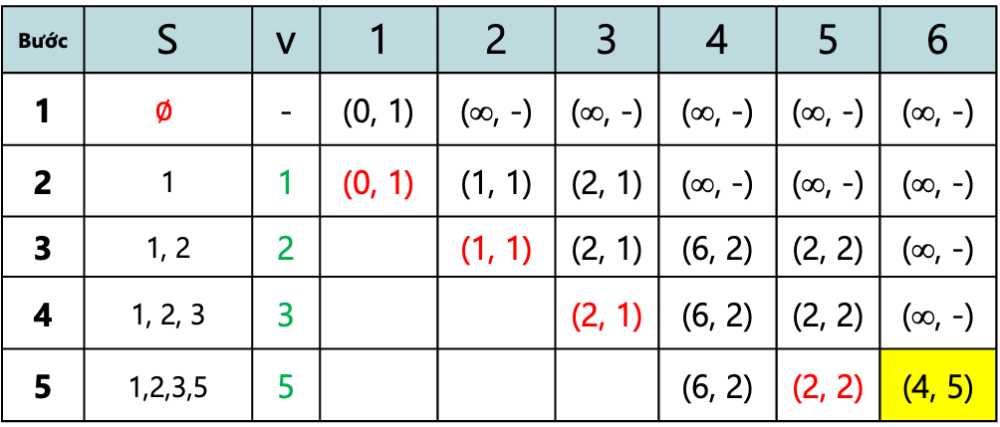 Bước S v 1 2 3 4 5 6
1 ∅ - (0, 1) (∞, -) (∞, -) (∞, -) (∞, -) (∞, -)
2 1 1 (0, 1) (1, 1) (2, 1) (∞, -) (∞, -) (∞, -)
3 1, 2 2 (1, 1) (2, 1) (6, 2) (2, 2) (∞, -)
4 1, 2, 3 3 (2, 1) (6, 2) (2, 2) (∞, -)
5 1,2,3,5 5 (6, 2) (2, 2) (4, 5)